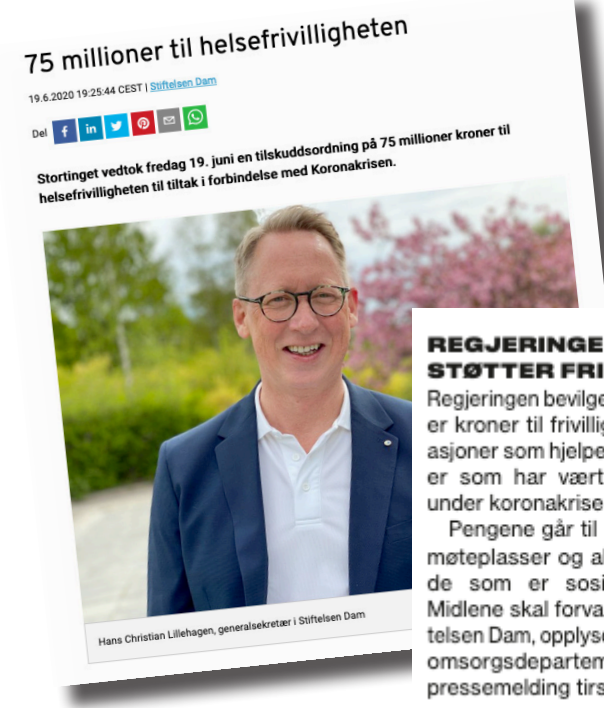 75 millioner til helsefrivilligheten
19.6.2020 19:25:44 CEST | Stiftelsen Dam
Del
Stortinget vedtok fredag 19. juni en tilskuddsordning på 75 millioner kroner til
helsefrivilligheten til tiltak i forbindelse med Koronakrisen.
Hans Christian Lillehagen, generalsekretær i Stiftelsen Dam
REGJERINGE
STØTTER FRI
Regjeringen bevilge
er kroner til frivillig
asjoner som hjelpe
er som har vært
under koronakrise
Pengene går til
møteplasser og al
de som er sosi
Midlene skal forva
telsen Dam, opplyse
omsorgsdepartem
pressemelding tirs